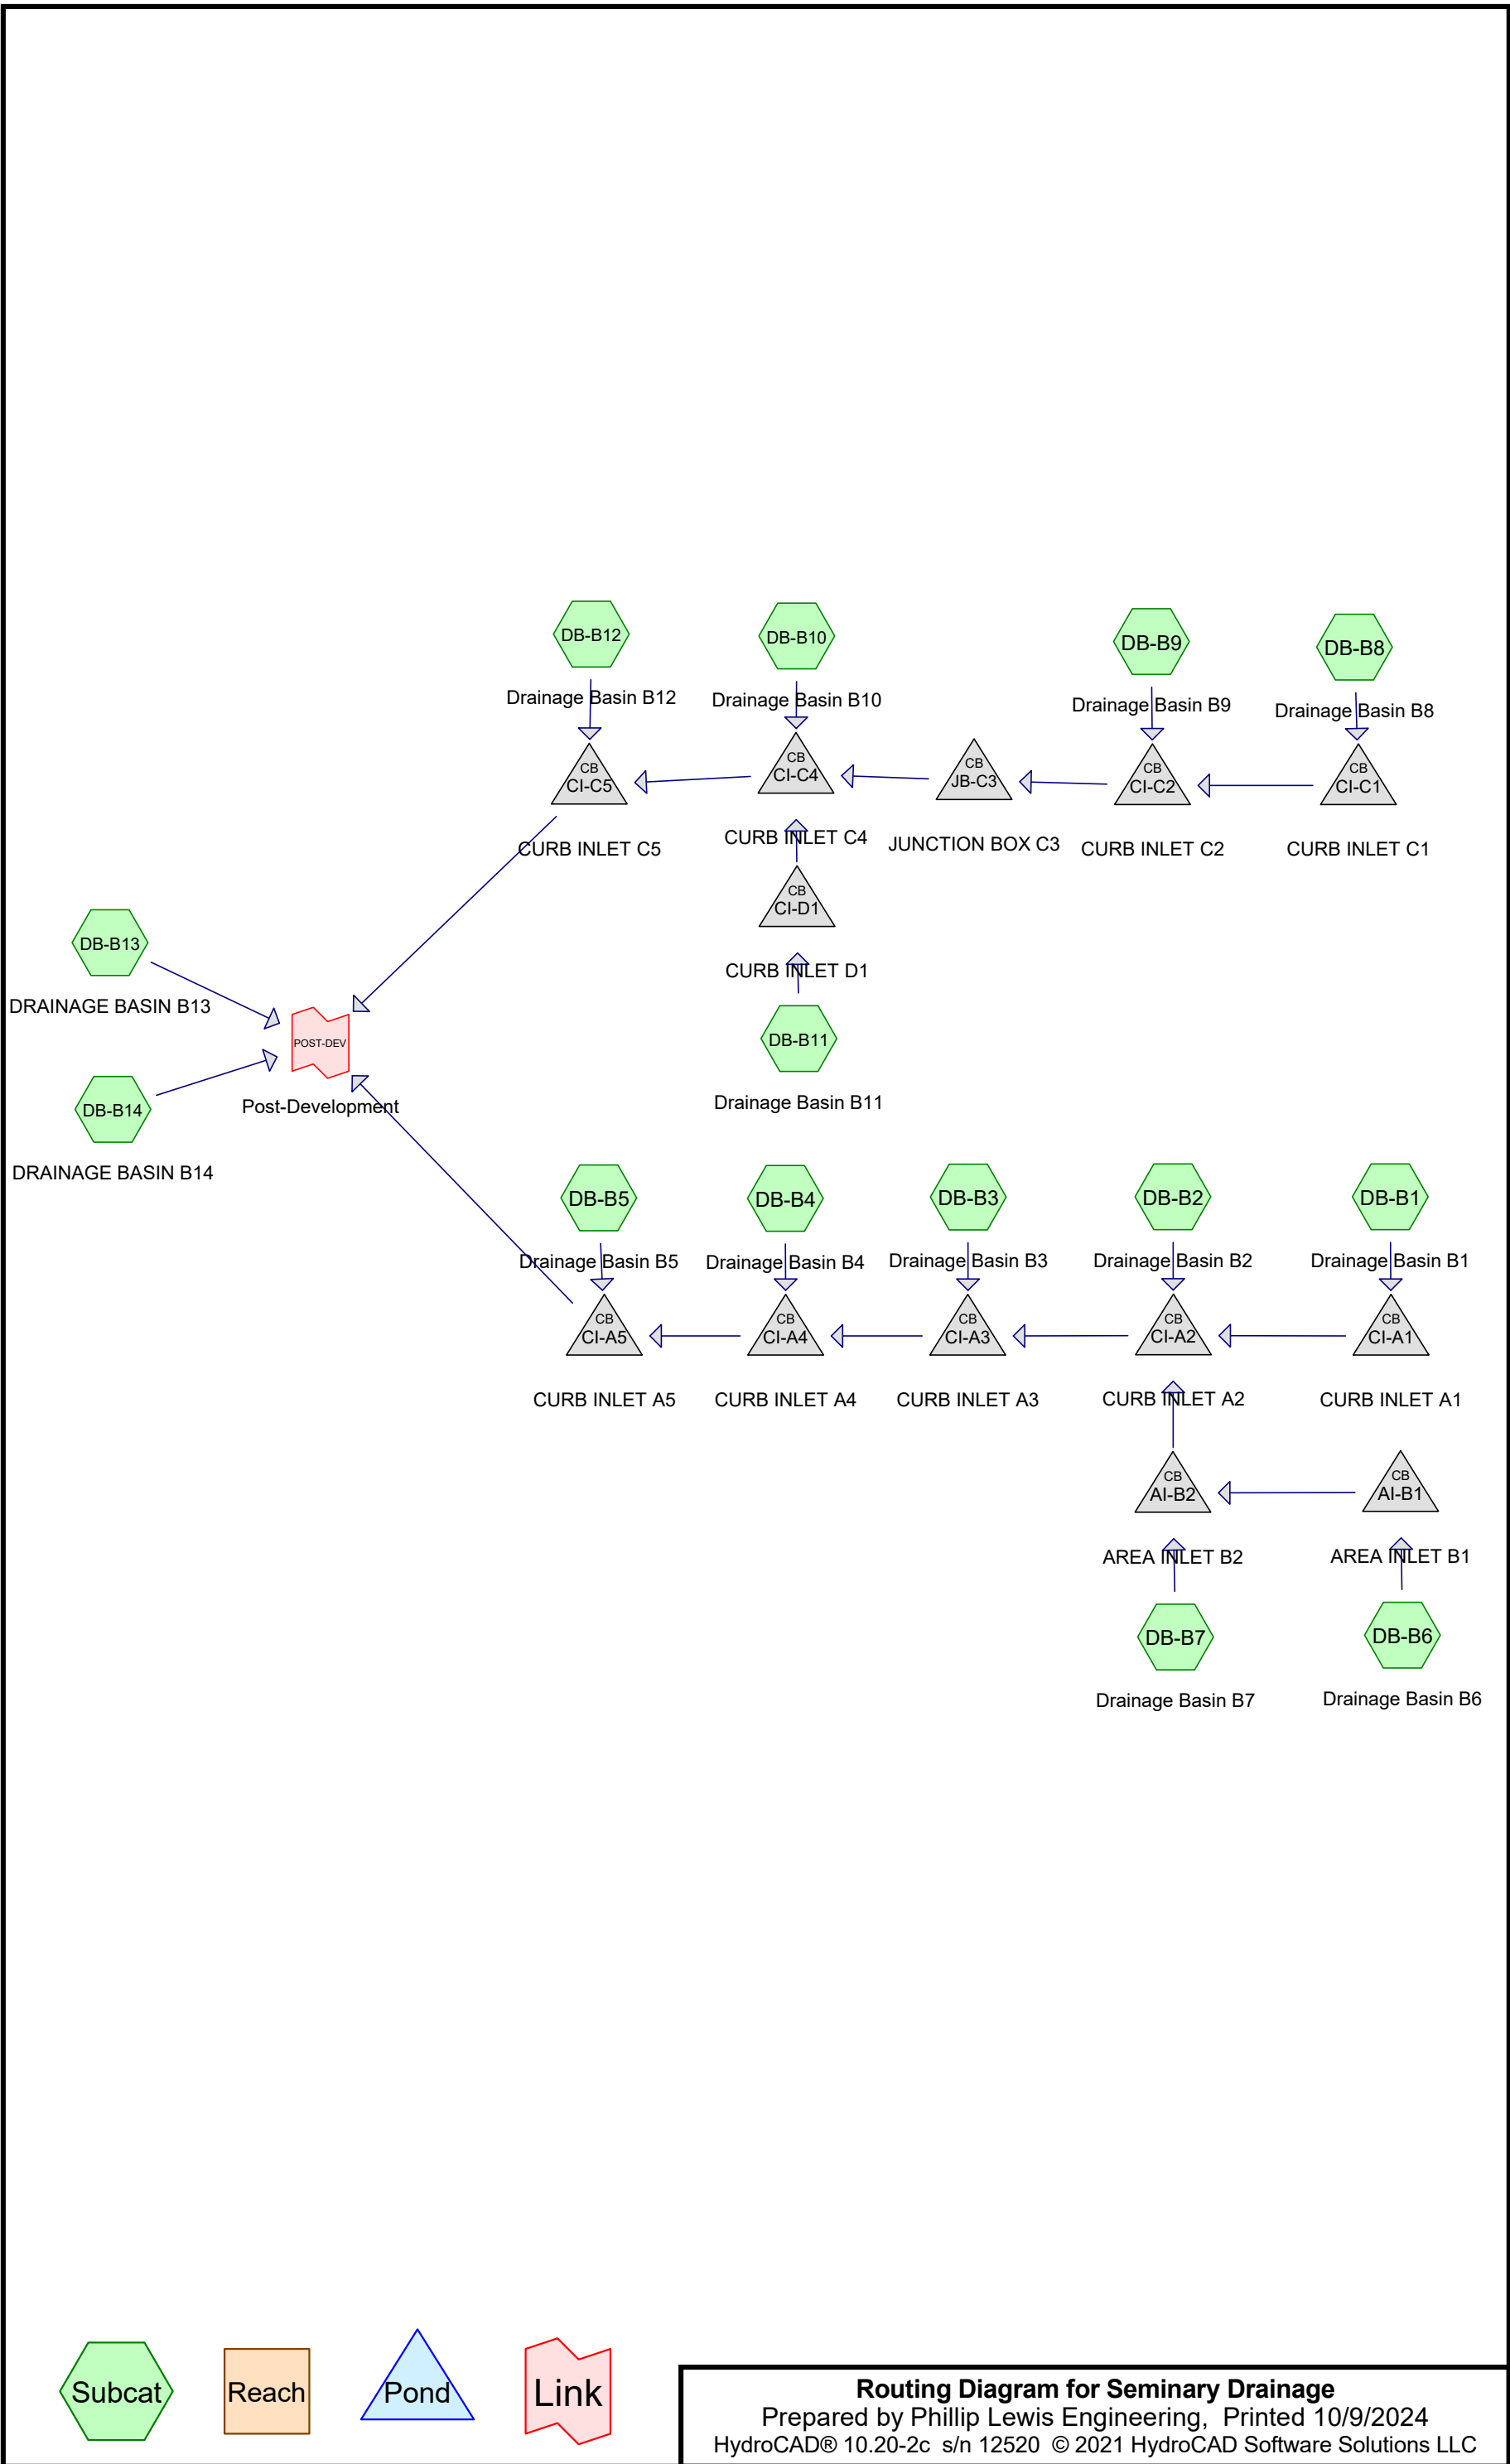 DB-B12
DB-B10
DB-B9
DB-B8
Drainage Basin B12
Drainage Basin B10
Drainage Basin B9
Drainage Basin B8
CB
CI-C5
CB
CI-C4
CB
JB-C3
CB
CI-C2
CB
CI-C1
CURB INLET C5
CURB INLET C4
JUNCTION BOX C3
CURB INLET C2
CURB INLET C1
CB
CI-D1
CURB INLET D1
DB-B13
DRAINAGE BASIN B13
POST-DEV
Post-Development
DB-B11
Drainage Basin B11
DB-B14
DRAINAGE BASIN B14
DB-B5
DB-B4
DB-B3
DB-B2
DB-B1
Drainage Basin B5
Drainage Basin B4
Drainage Basin B3
Drainage Basin B2
Drainage Basin B1
CB
CI-A5
CB
CI-A4
CB
CI-A3
CB
CI-A2
CB
CI-A1
CURB INLET A5
CURB INLET A4
CURB INLET A3
CURB INLET A2
CURB INLET A1
CB
AI-B2
CB
AI-B1
AREA INLET B2
AREA INLET B1
DB-B7
DB-B6
Drainage Basin B7
Drainage Basin B6
Subcat
Reach
Pond
Link
Routing Diagram for Seminary Drainage
Prepared by Phillip Lewis Engineering, Printed 10/9/2024
HydroCAD® 10.20-2c s/n 12520 © 2021 HydroCAD Software Solutions LLC